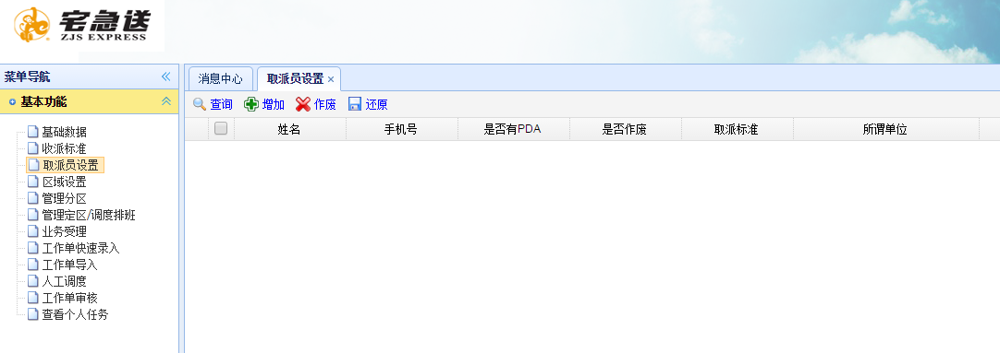 宅急送
ZJS EXPRESS
菜单导航
基本功能
基础数据
收派标准
取派员设置
区域设置
管理分区
管理定区/调度排班
业务受理
工作单快速录入
工作单导入
人工调度
工作单审核
查看个人任务
消息中心 取派员设置
查询 增加 作废 还原
姓名 手机号 是否有PDA 是否作废 取派标准 所谓单位